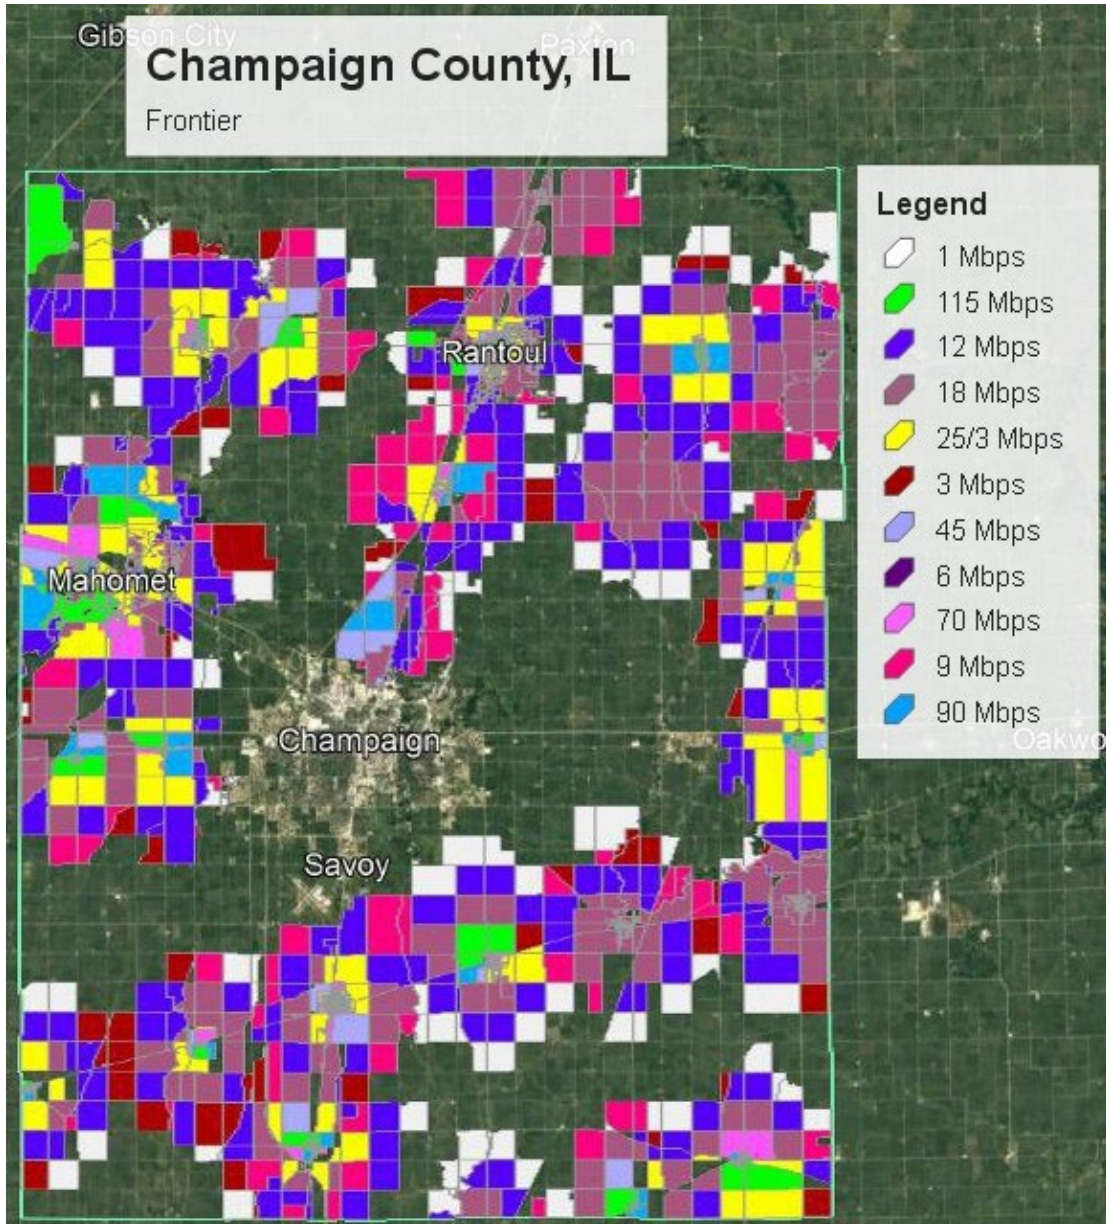 Gibson City
Paxton
Champaign County, IL
Frontier
Legend
1 Mbps
115 Mbps
12 Mbps
18 Mbps
25/3 Mbps
3 Mbps
45 Mbps
6 Mbps
70 Mbps
9 Mbps
90 Mbps
Rantoul
Mahomet
Champaign
Oakwo
Savoy